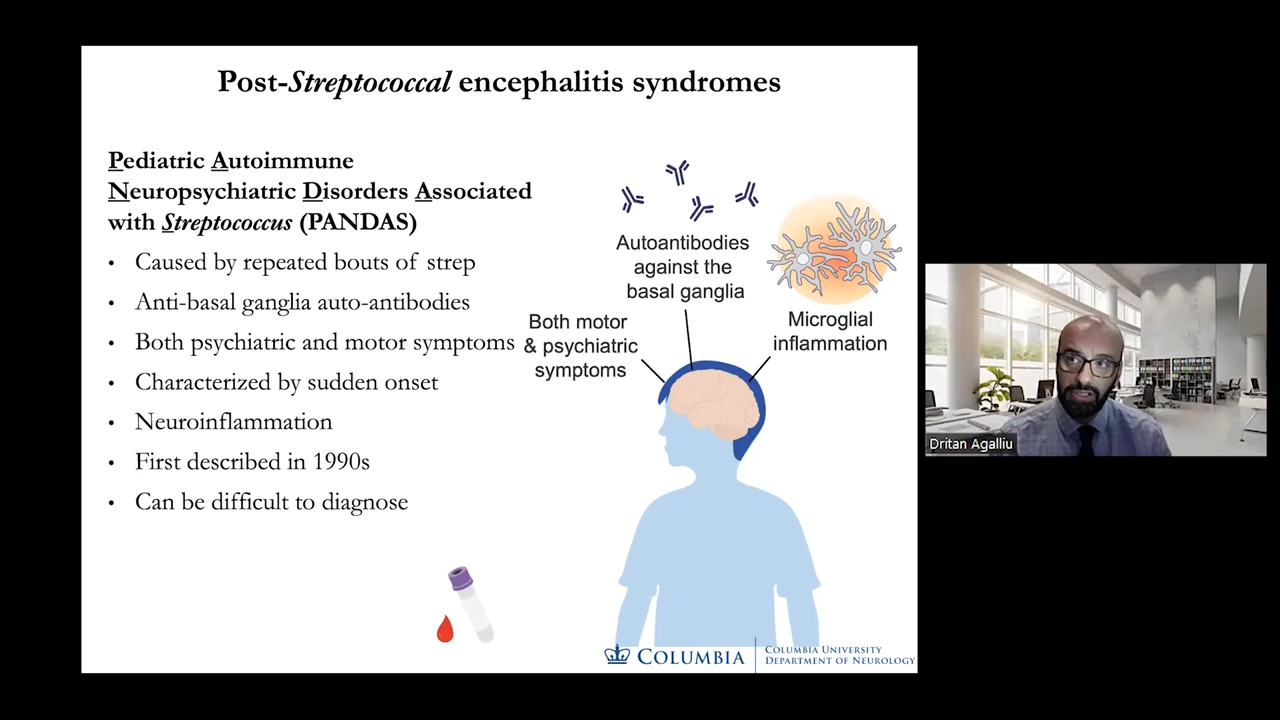 Post-Streptococcal encephalitis syndromes
Pediatric Autoimmune
Neuropsychiatric Disorders Associated
with Streptococcus (PANDAS)
• Caused by repeated bouts of strep
• Anti-basal ganglia auto-antibodies
• Both psychiatric and motor symptoms
• Characterized by sudden onset
• Neuroinflammation
• First described in 1990s
• Can be difficult to diagnose
Autoantibodies
against the
basal ganglia
Both motor
& psychiatric
symptoms
Microglial
inflammation
COLUMBIA
COLUMBIA UNIVERSITY
DEPARTMENT OF NEUROLOGY
Dritan Agalliu